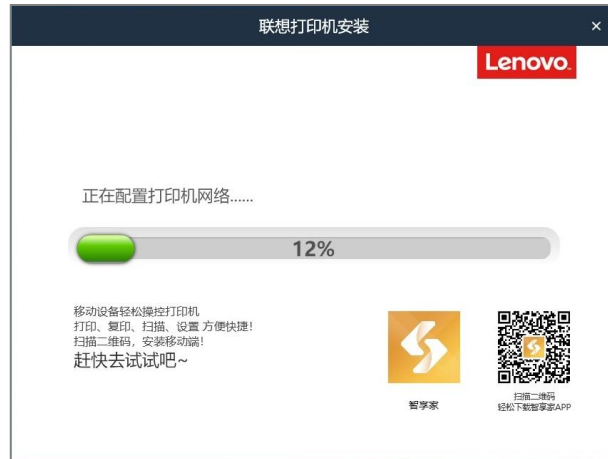 联想打印机安装
Lenovo.
正在配置打印机网络......
12%
移动设备轻松操控打印机
打印、复印、扫描、设置 方便快捷！
扫描二维码，安装移动端！
赶快去试试吧~
智享家
扫描二维码
轻松下载智享家APP